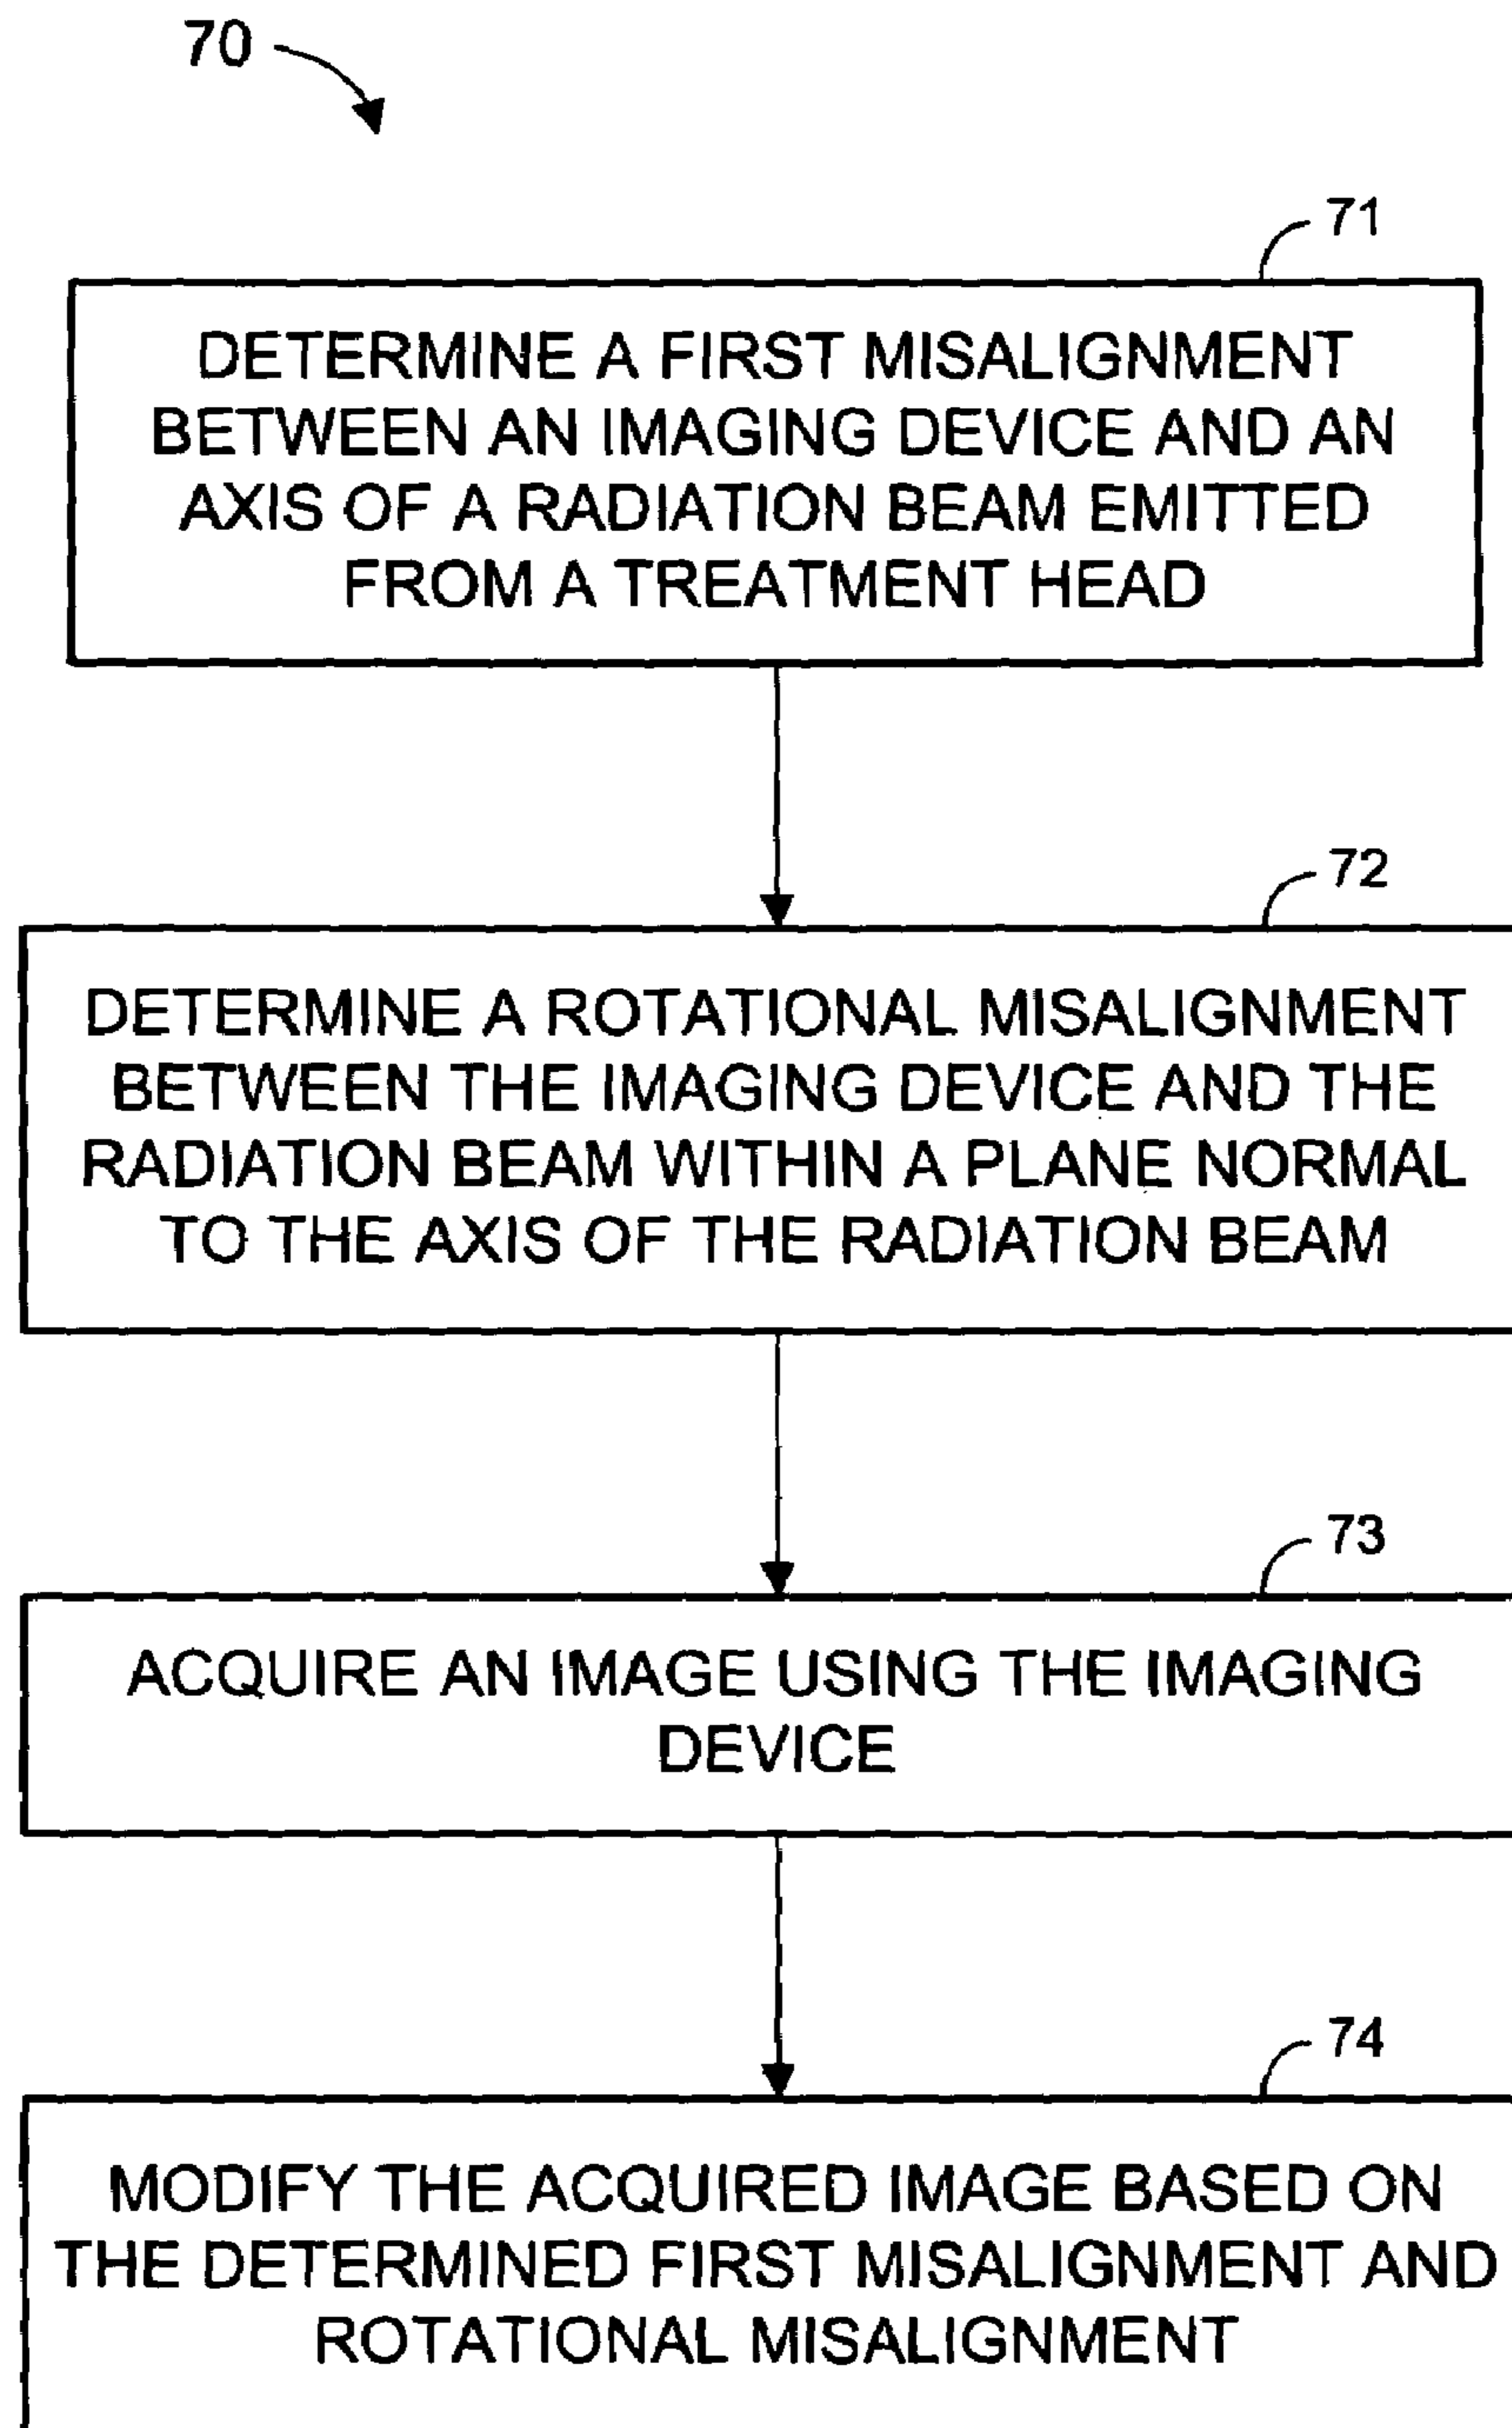 70
71
DETERMINE A FIRST MISALIGNMENT
BETWEEN AN IMAGING DEVICE AND AN
AXIS OF A RADIATION BEAM EMITTED
FROM A TREATMENT HEAD
72
DETERMINE A ROTATIONAL MISALIGNMENT
BETWEEN THE IMAGING DEVICE AND THE
RADIATION BEAM WITHIN A PLANE NORMAL
TO THE AXIS OF THE RADIATION BEAM
73
ACQUIRE AN IMAGE USING THE IMAGING
DEVICE
74
MODIFY THE ACQUIRED IMAGE BASED ON
THE DETERMINED FIRST MISALIGNMENT AND
ROTATIONAL MISALIGNMENT